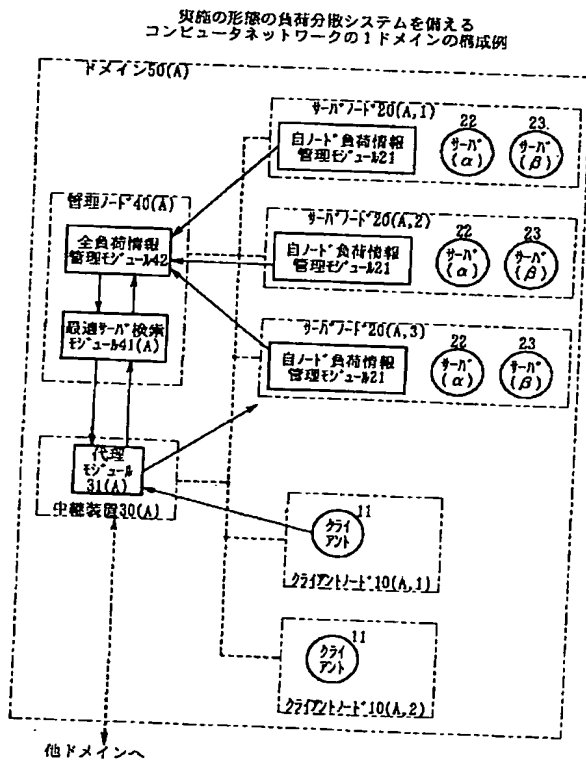 実施の形態の負荷分散システムを備える
コンピュータネットワークの1ドメインの構成例
ドメイン50(A)
サーバノード20(A,1)
自ノード負荷情報
管理モジュール21
22
サーバ
(α)
23
サーバ
(β)
管理ノード40(A)
全負荷情報
管理モジュール42
最適サーバ検索
モジュール41(A)
サーバノード20(A,2)
自ノード負荷情報
管理モジュール21
22
サーバ
(α)
23
サーバ
(β)
サーバノード20(A,3)
自ノード負荷情報
管理モジュール21
22
サーバ
(α)
23
サーバ
(β)
代理
モジュール
31(A)
中継装置30(A)
11
クライ
アント
クライアントノード10(A,1)
11
クライ
アント
クライアントノード10(A,2)
他ドメインへ